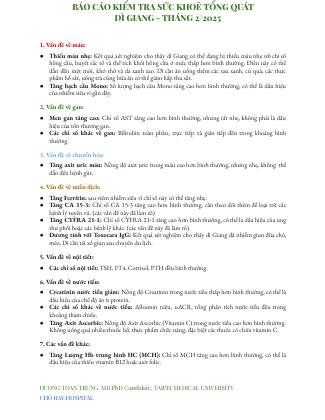 BÁO CÁO KIỂM TRA SỨC KHOẺ TỔNG QUÁT
DÌ GIANG - THÁNG 2/2025
1. Vấn đề về máu:
● Thiếu máu nhẹ: Kết quả xét nghiệm cho thấy dì Giang có thể đang bị thiếu máu nhẹ với chỉ số
hồng cầu, huyết sắc tố và thể tích khối hồng cầu ở mức thấp hơn bình thường. Điều này có thể
dẫn đến mệt mỏi, khó thở và da xanh xao. Dì cần ăn uống thêm các rau xanh, củ quả, các thực
phẩm bổ sắt, uống trà cũng bữa ăn có thể giảm hấp thu sắt.
● Tăng bạch cầu Mono: Số lượng bạch cầu Mono tăng cao hơn bình thường, có thể là dấu hiệu
của nhiễm siêu vi gần đây.
2. Vấn đề về gan:
● Men gan tăng cao: Chỉ số AST tăng cao hơn bình thường, nhưng rất nhẹ, không phải là dấu
hiệu của tổn thương gan.
● Các chỉ số khác về gan: Bilirubin toàn phần, trực tiếp và gián tiếp đều trong khoảng bình
thường.
3. Vấn đề về chuyển hóa:
● Tăng axit uric máu: Nồng độ axit uric trong máu cao hơn bình thường, nhưng nhẹ, không thể
dẫn đến bệnh gút.
4. Vấn đề về miễn dịch:
● Tăng Ferritin: sau viêm nhiễm siêu vi chỉ số này có thể tăng nhẹ.
● Tăng CA 15-3: Chỉ số CA 15-3 tăng cao hơn bình thường, cần theo dõi thêm để loại trừ các
bệnh lý tuyến vú. (các vấn đề này đã làm rõ)
● Tăng CYFRA 21-1: Chỉ số CYFRA 21-1 tăng cao hơn bình thường, có thể là dấu hiệu của ung
thư phổi hoặc các bệnh lý khác. (các vấn đề này đã làm rõ)
● Dương tính với Toxocara IgG: Kết quả xét nghiệm cho thấy dì Giang đã nhiễm giun đũa chó,
mèo. Dì cần tái sổ giun sau chuyến du lịch.
5. Vấn đề về nội tiết:
● Các chỉ số nội tiết: TSH, FT4, Cortisol, PTH đều bình thường.
6. Vấn đề về nước tiểu:
● Creatinin nước tiểu giảm: Nồng độ Creatinin trong nước tiểu thấp hơn bình thường, có thể là
dấu hiệu của chế độ ăn ít protein.
● Các chỉ số khác về nước tiểu: Albumin niệu, uACR, tổng phân tích nước tiểu đều trong
khoảng tham chiếu.
● Tăng Axit Ascorbic: Nồng độ Axit Ascorbic (Vitamin C) trong nước tiểu cao hơn bình thường.
Không uống quá nhiều thuốc bổ, thực phẩm chức năng, đặc biệt các thuốc có chứa vitamin C.
7. Các vấn đề khác:
● Tăng Lượng Hb trung bình HC (MCH): Chỉ số MCH tăng cao hơn bình thường, có thể là
dấu hiệu của thiếu vitamin B12 hoặc axit folic.
DUONG TOAN TRUNG, MD.PhD Candidate, TAIPEI MEDICAL UNIVERSITY
CHO RAY HOSPITAL